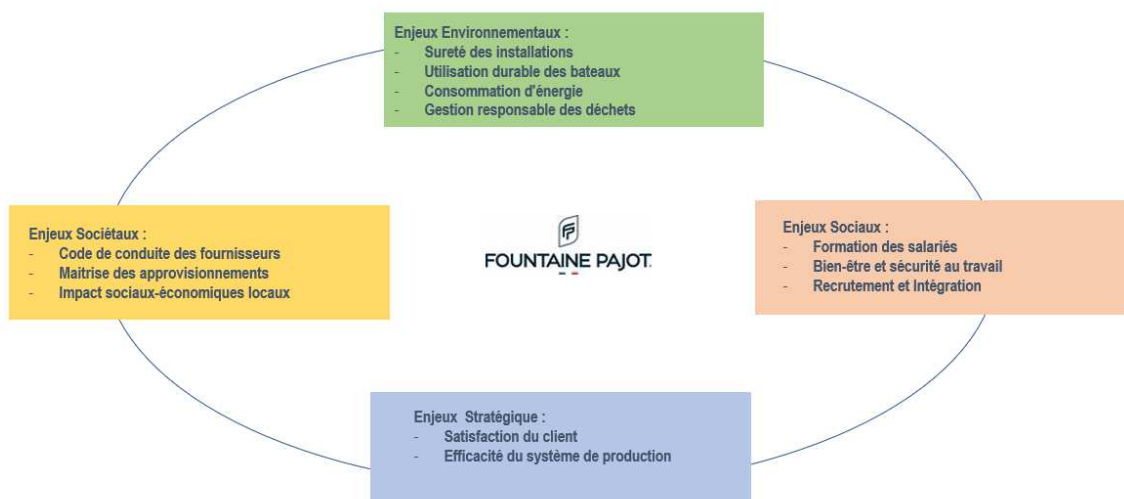 Enjeux Environnementaux :
- Sureté des installations
- Utilisation durable des bateaux
- Consommation d'énergie
- Gestion responsable des déchets
Enjeux Sociétaux :
- Code de conduite des fournisseurs
- Maitrise des approvisionnements
- Impact sociaux-économiques locaux
FOUNTAINE PAJOT
Enjeux Sociaux :
- Formation des salariés
- Bien-être et sécurité au travail
- Recrutement et Intégration
Enjeux Stratégique :
- Satisfaction du client
- Efficacité du système de production